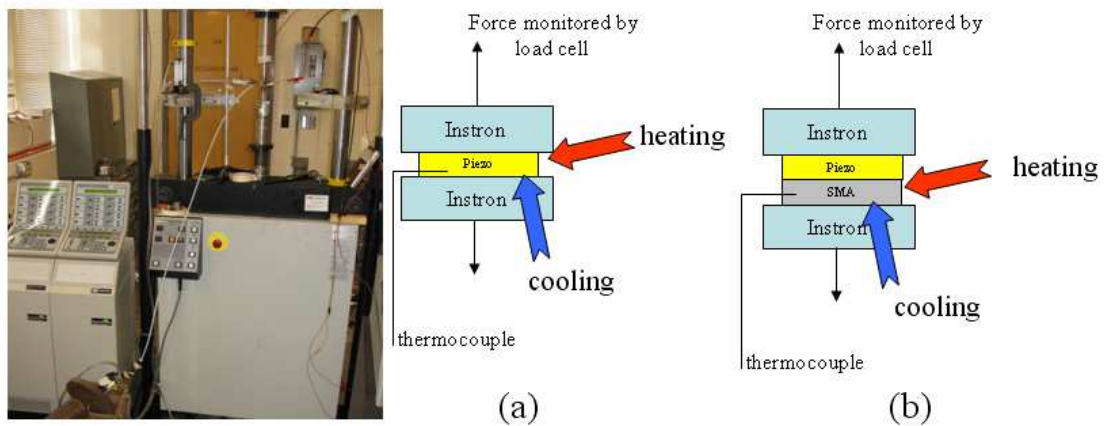 Force monitored by
load cell
Instron
Piezo
Instron
heating
cooling
thermocouple
(a)
Force monitored by
load cell
Instron
Piezo
SMA
Instron
heating
cooling
thermocouple
(b)